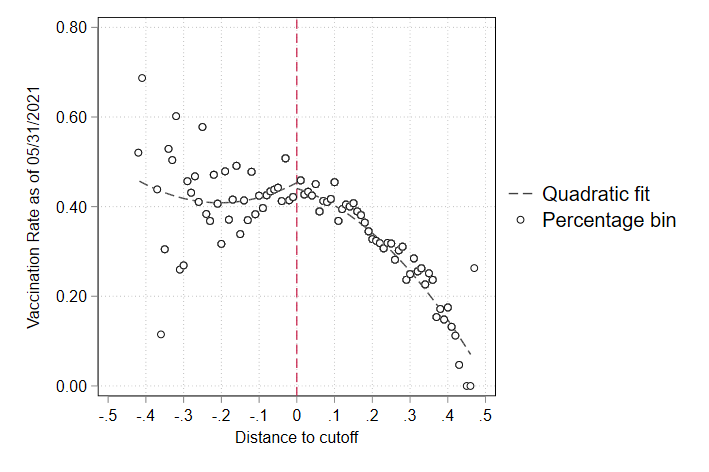 Vaccination Rate as of 05/31/2021
0.80
0.60
0.40
0.20
0.00
-.5 -.4 -.3 -.2 -.1 0 .1 .2 .3 .4 .5
Distance to cutoff
Quadratic fit
Percentage bin